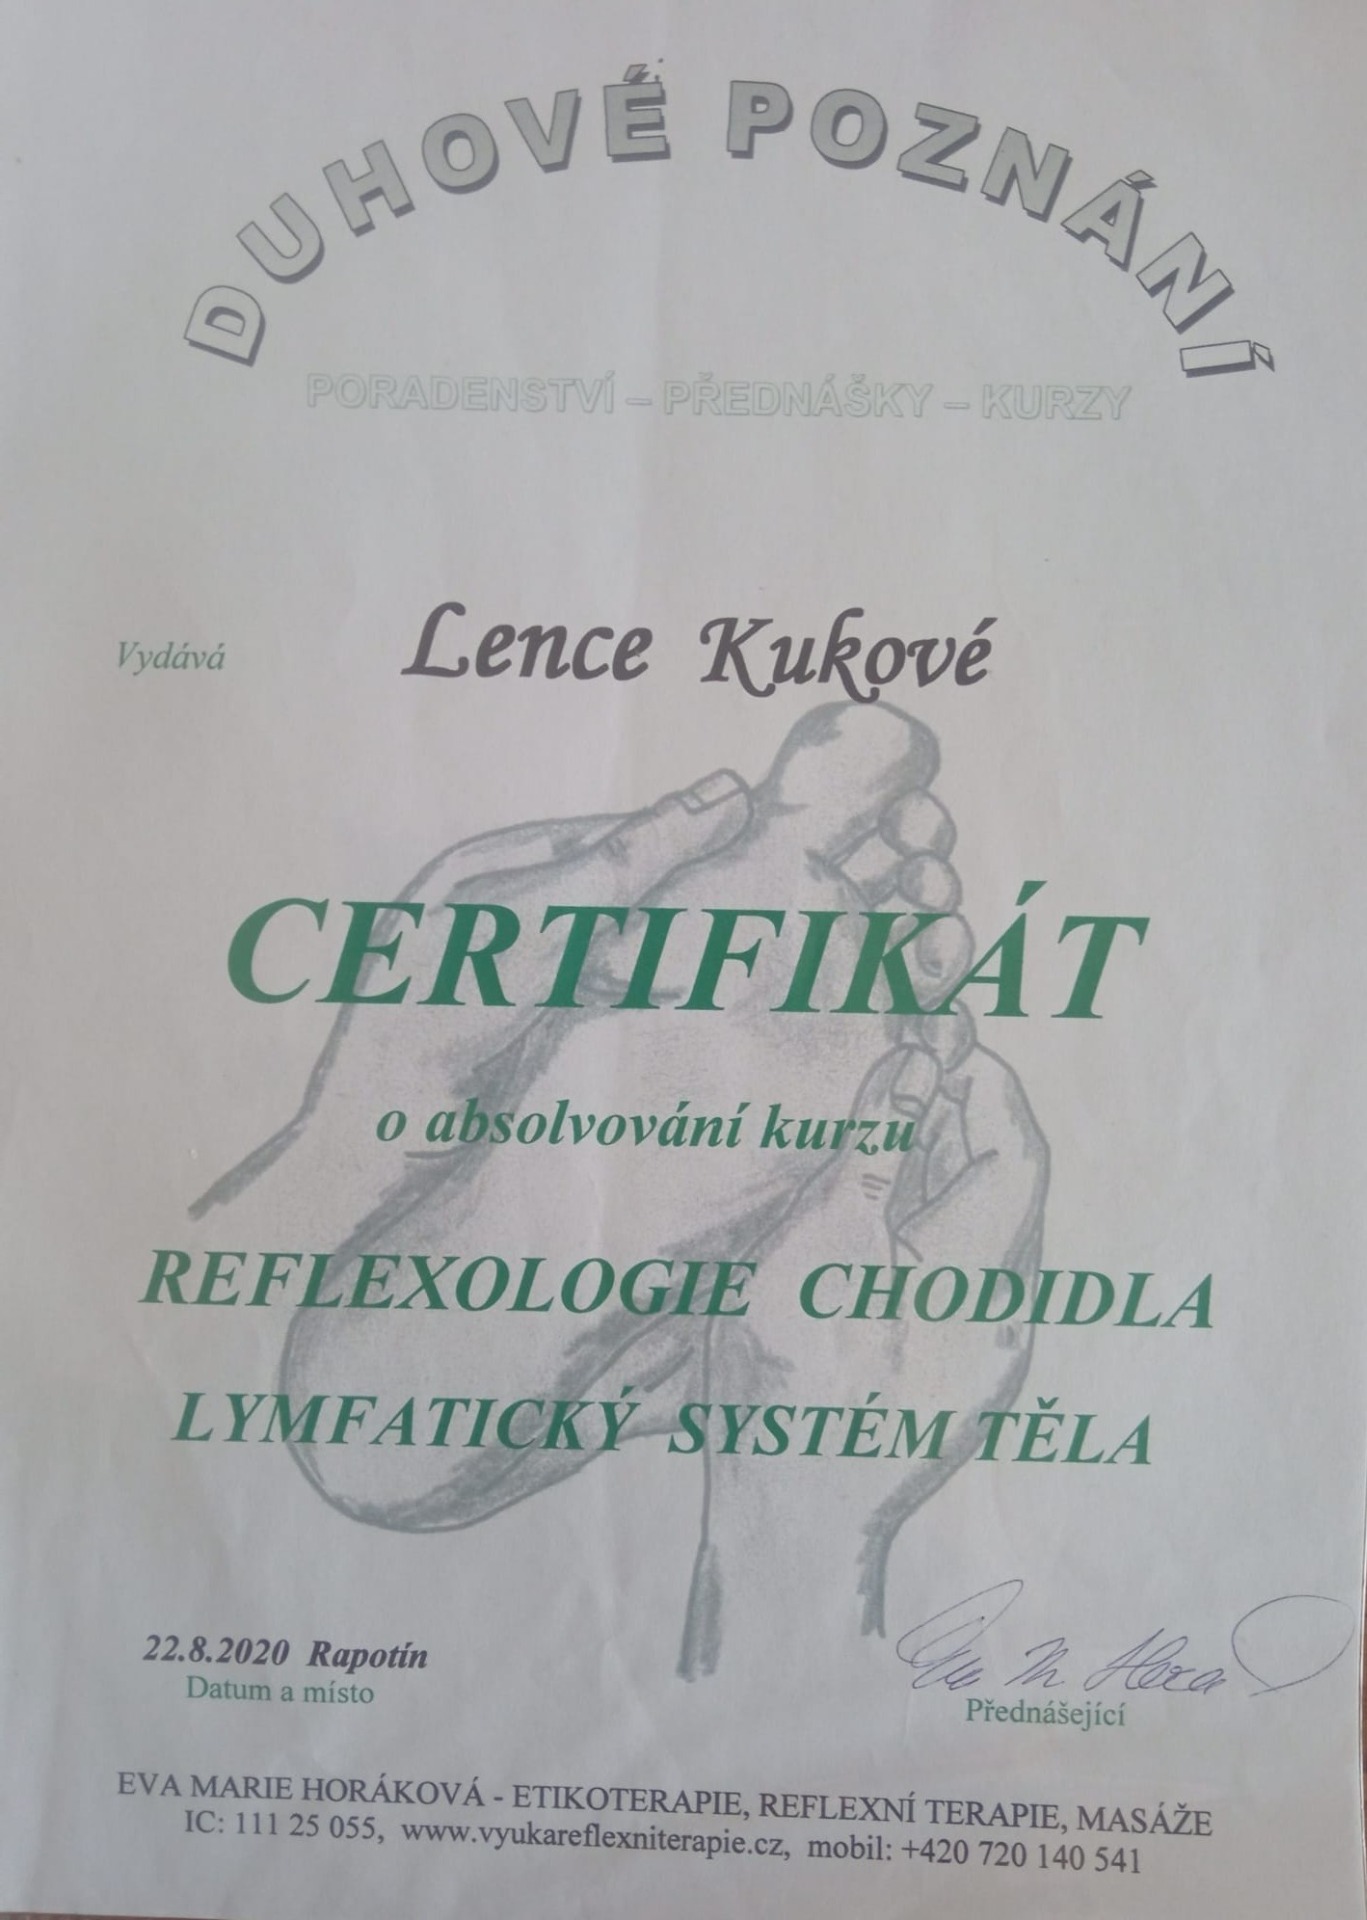 DUHOVÉ POZNÁNÍ
PORADENSTVÍ – PŘEDNÁŠKY – KURZY
Vydává Lence Kukové
CERTIFIKÁT
o absolvování kurzu
REFLEXOLOGIE CHODIDLA
LYMFATICKÝ SYSTÉM TĚLA
22.8.2020 Rapotín
Datum a místo
Přednášející
EVA MARIE HORÁKOVÁ - ETIKOTERAPIE, REFLEXNÍ TERAPIE, MASÁŽE
IC: 111 25 055, www.vyukareflexniterapie.cz, mobil: +420 720 140 541